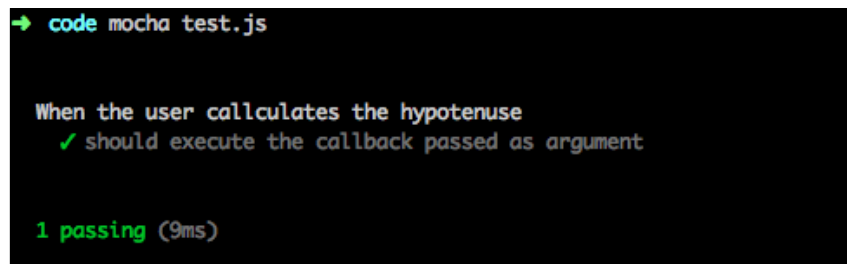 ➜ code mocha test.js
When the user callculates the hypotenuse
✓ should execute the callback passed as argument
1 passing (9ms)